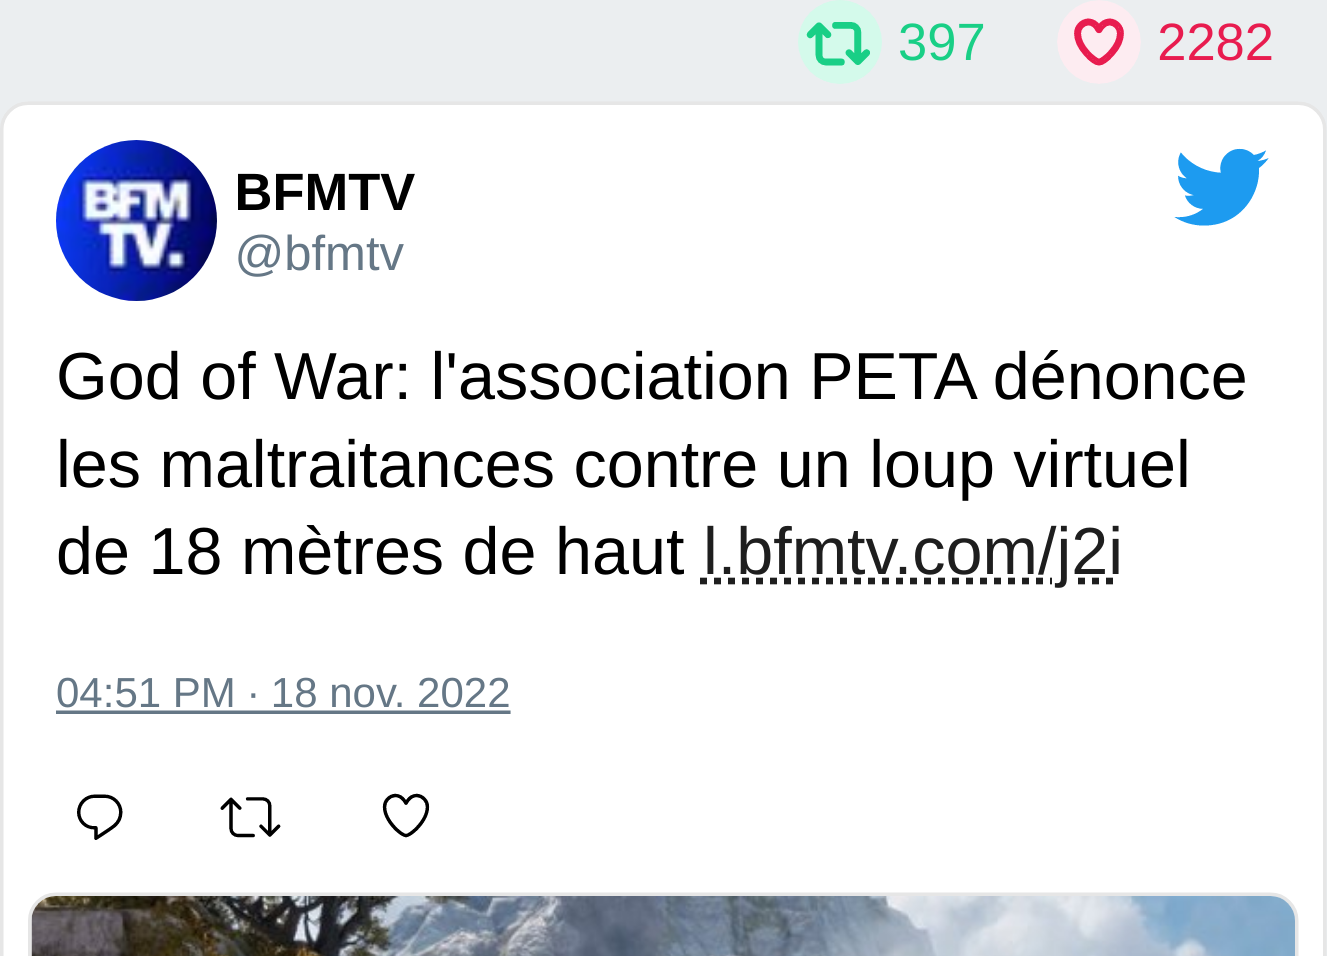 397 2282
BFM
TV.
BFMTV
@bfmtv
God of War: l'association PETA dénonce
les maltraitances contre un loup virtuel
de 18 mètres de haut l.bfmtv.com/j2i
04:51 PM · 18 nov. 2022